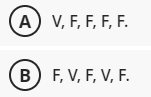 A V, F, F, F, F.
B F, V, F, V, F.